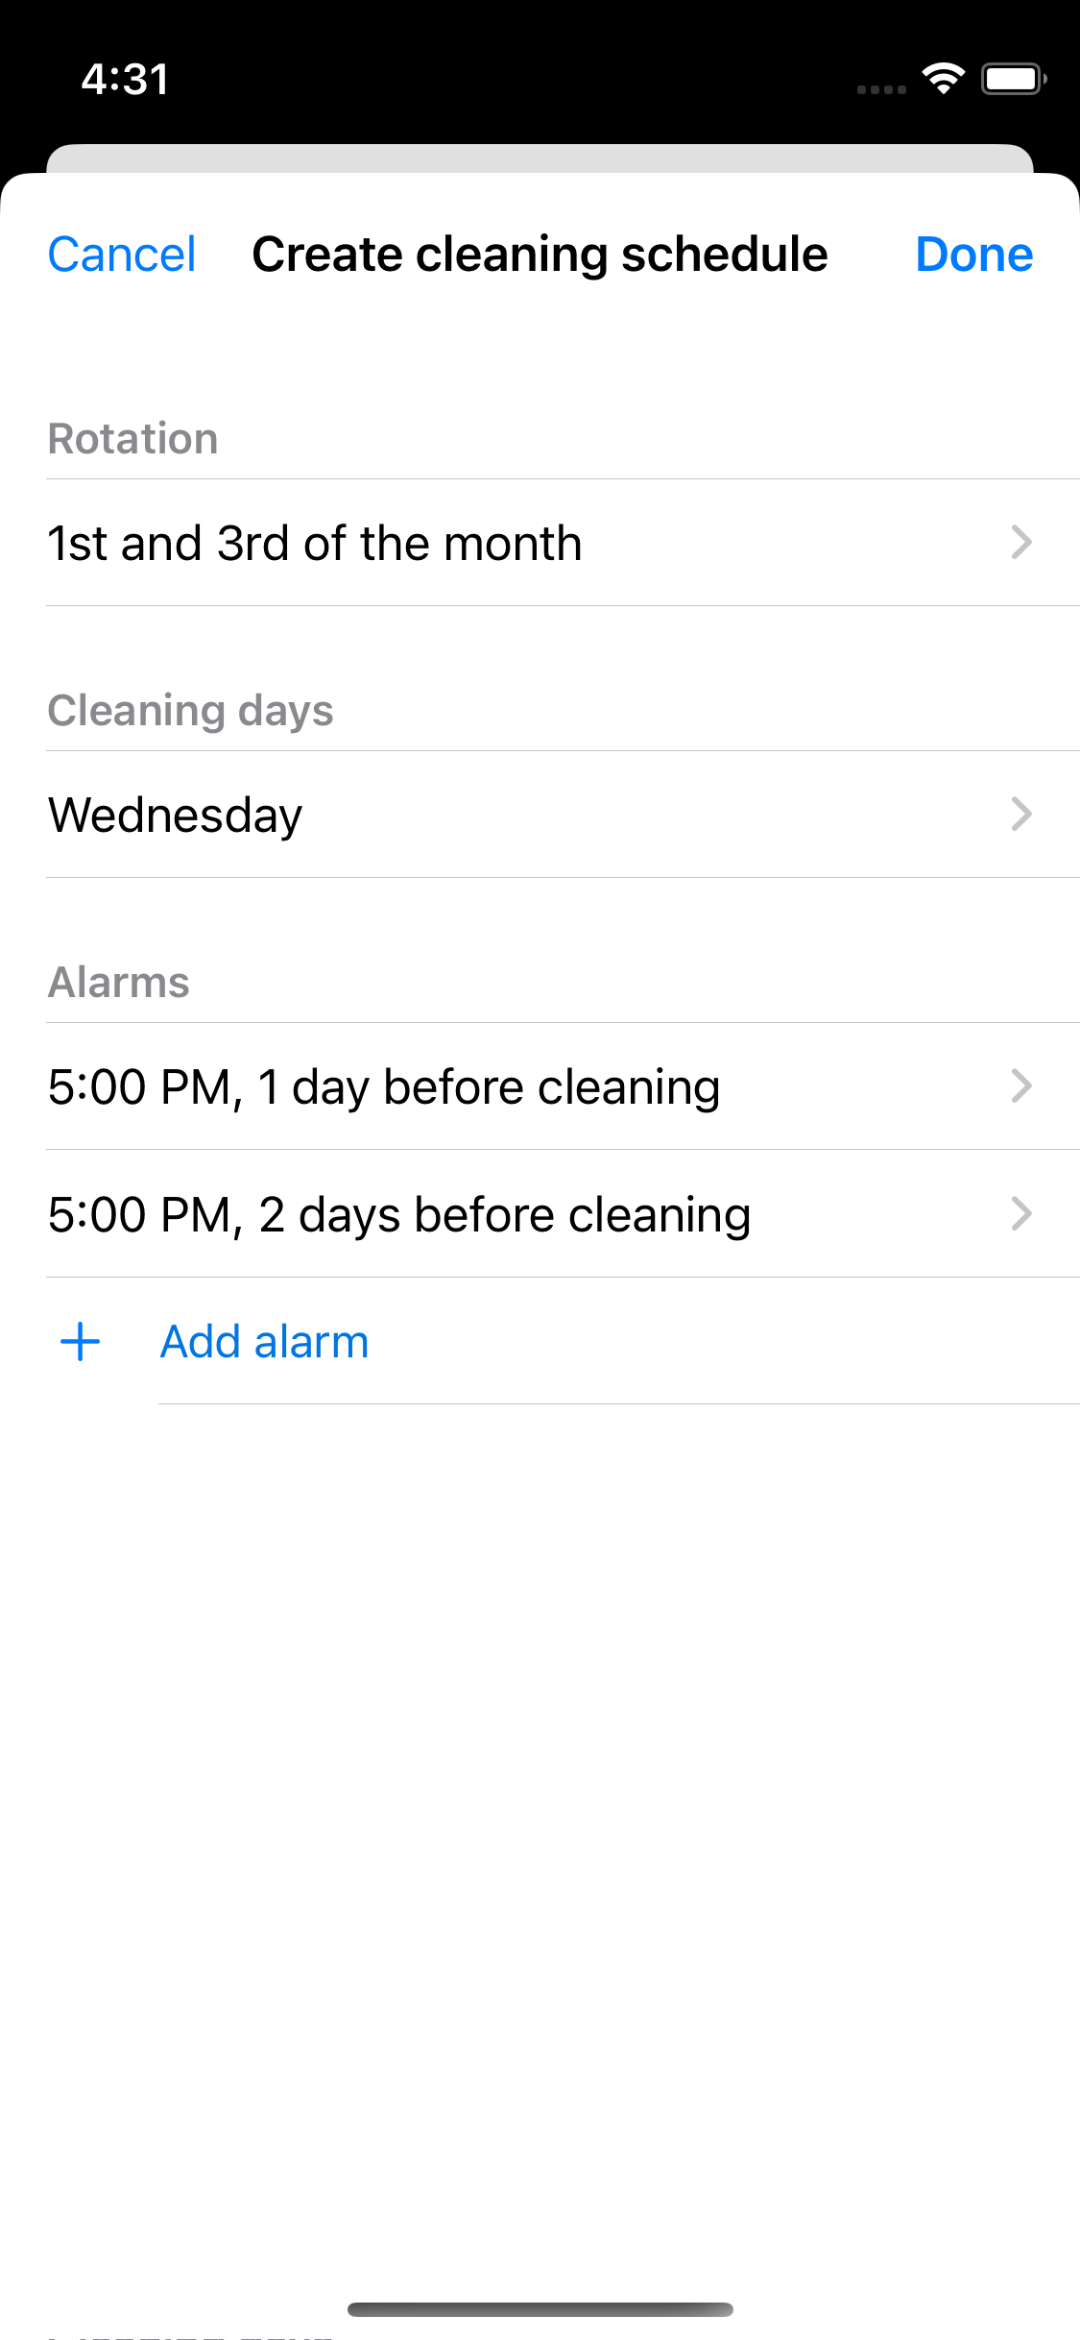 4:31
Cancel Create cleaning schedule Done
Rotation
1st and 3rd of the month
Cleaning days
Wednesday
Alarms
5:00 PM, 1 day before cleaning
5:00 PM, 2 days before cleaning
+ Add alarm